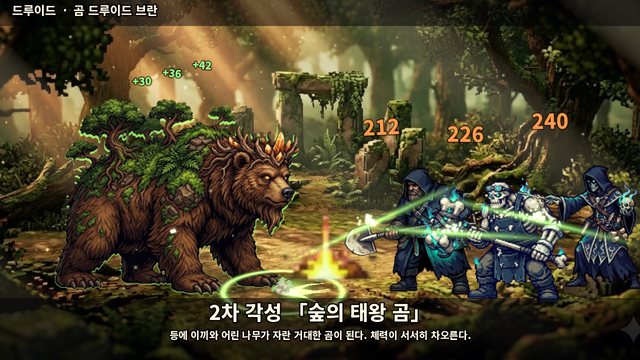 드루이드 · 곰 드루이드 브란
+30
+36
+42
212
226
240
2차 각성 「숲의 태왕 곰」
등에 이끼와 어린 나무가 자란 거대한 곰이 된다. 체력이 서서히 차오른다.